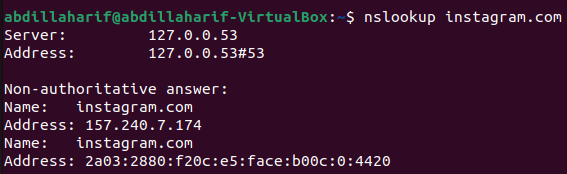 abdillaharif@abdillaharif-VirtualBox:~$ nslookup instagram.com
Server:         127.0.0.53
Address:        127.0.0.53#53

Non-authoritative answer:
Name:   instagram.com
Address: 157.240.7.174
Name:   instagram.com
Address: 2a03:2880:f20c:e5:face:b00c:0:4420